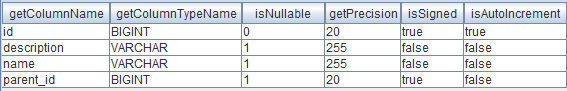 getColumnName getColumnTypeName isNullable getPrecision isSigned isAutoIncrement
id BIGINT 0 20 true true
description VARCHAR 1 255 false false
name VARCHAR 1 255 false false
parent_id BIGINT 1 20 true false